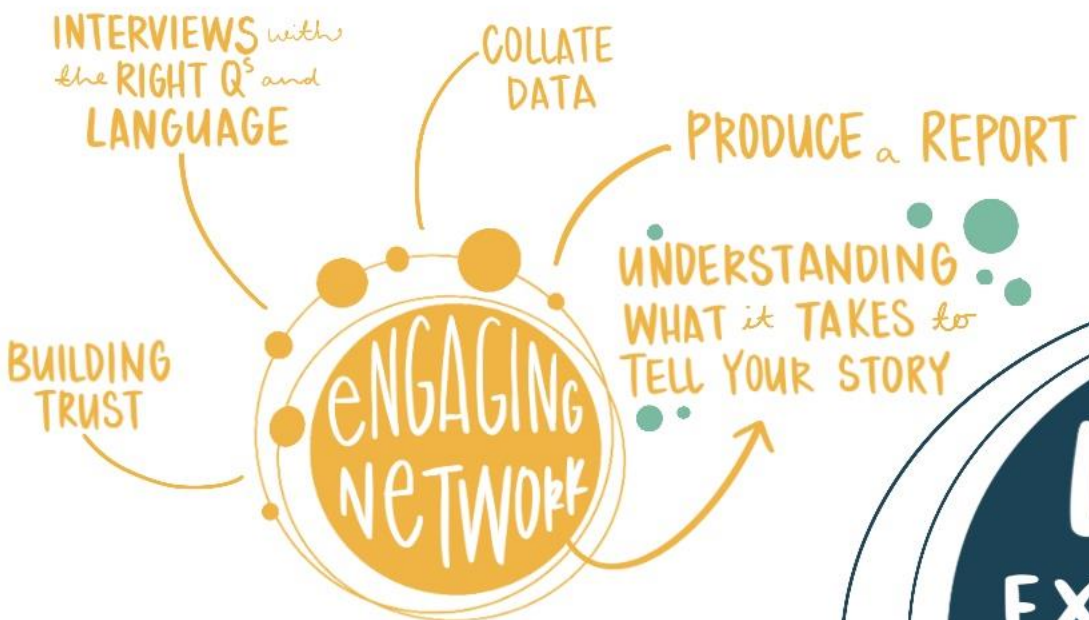 INTERVIEWS with
the RIGHT Qs and
LANGUAGE
COLLATE
DATA
PRODUCE a REPORT
UNDERSTANDING
WHAT it TAKES to
TELL YOUR STORY
BUILDING
TRUST
eNGAGING
NeTWORK